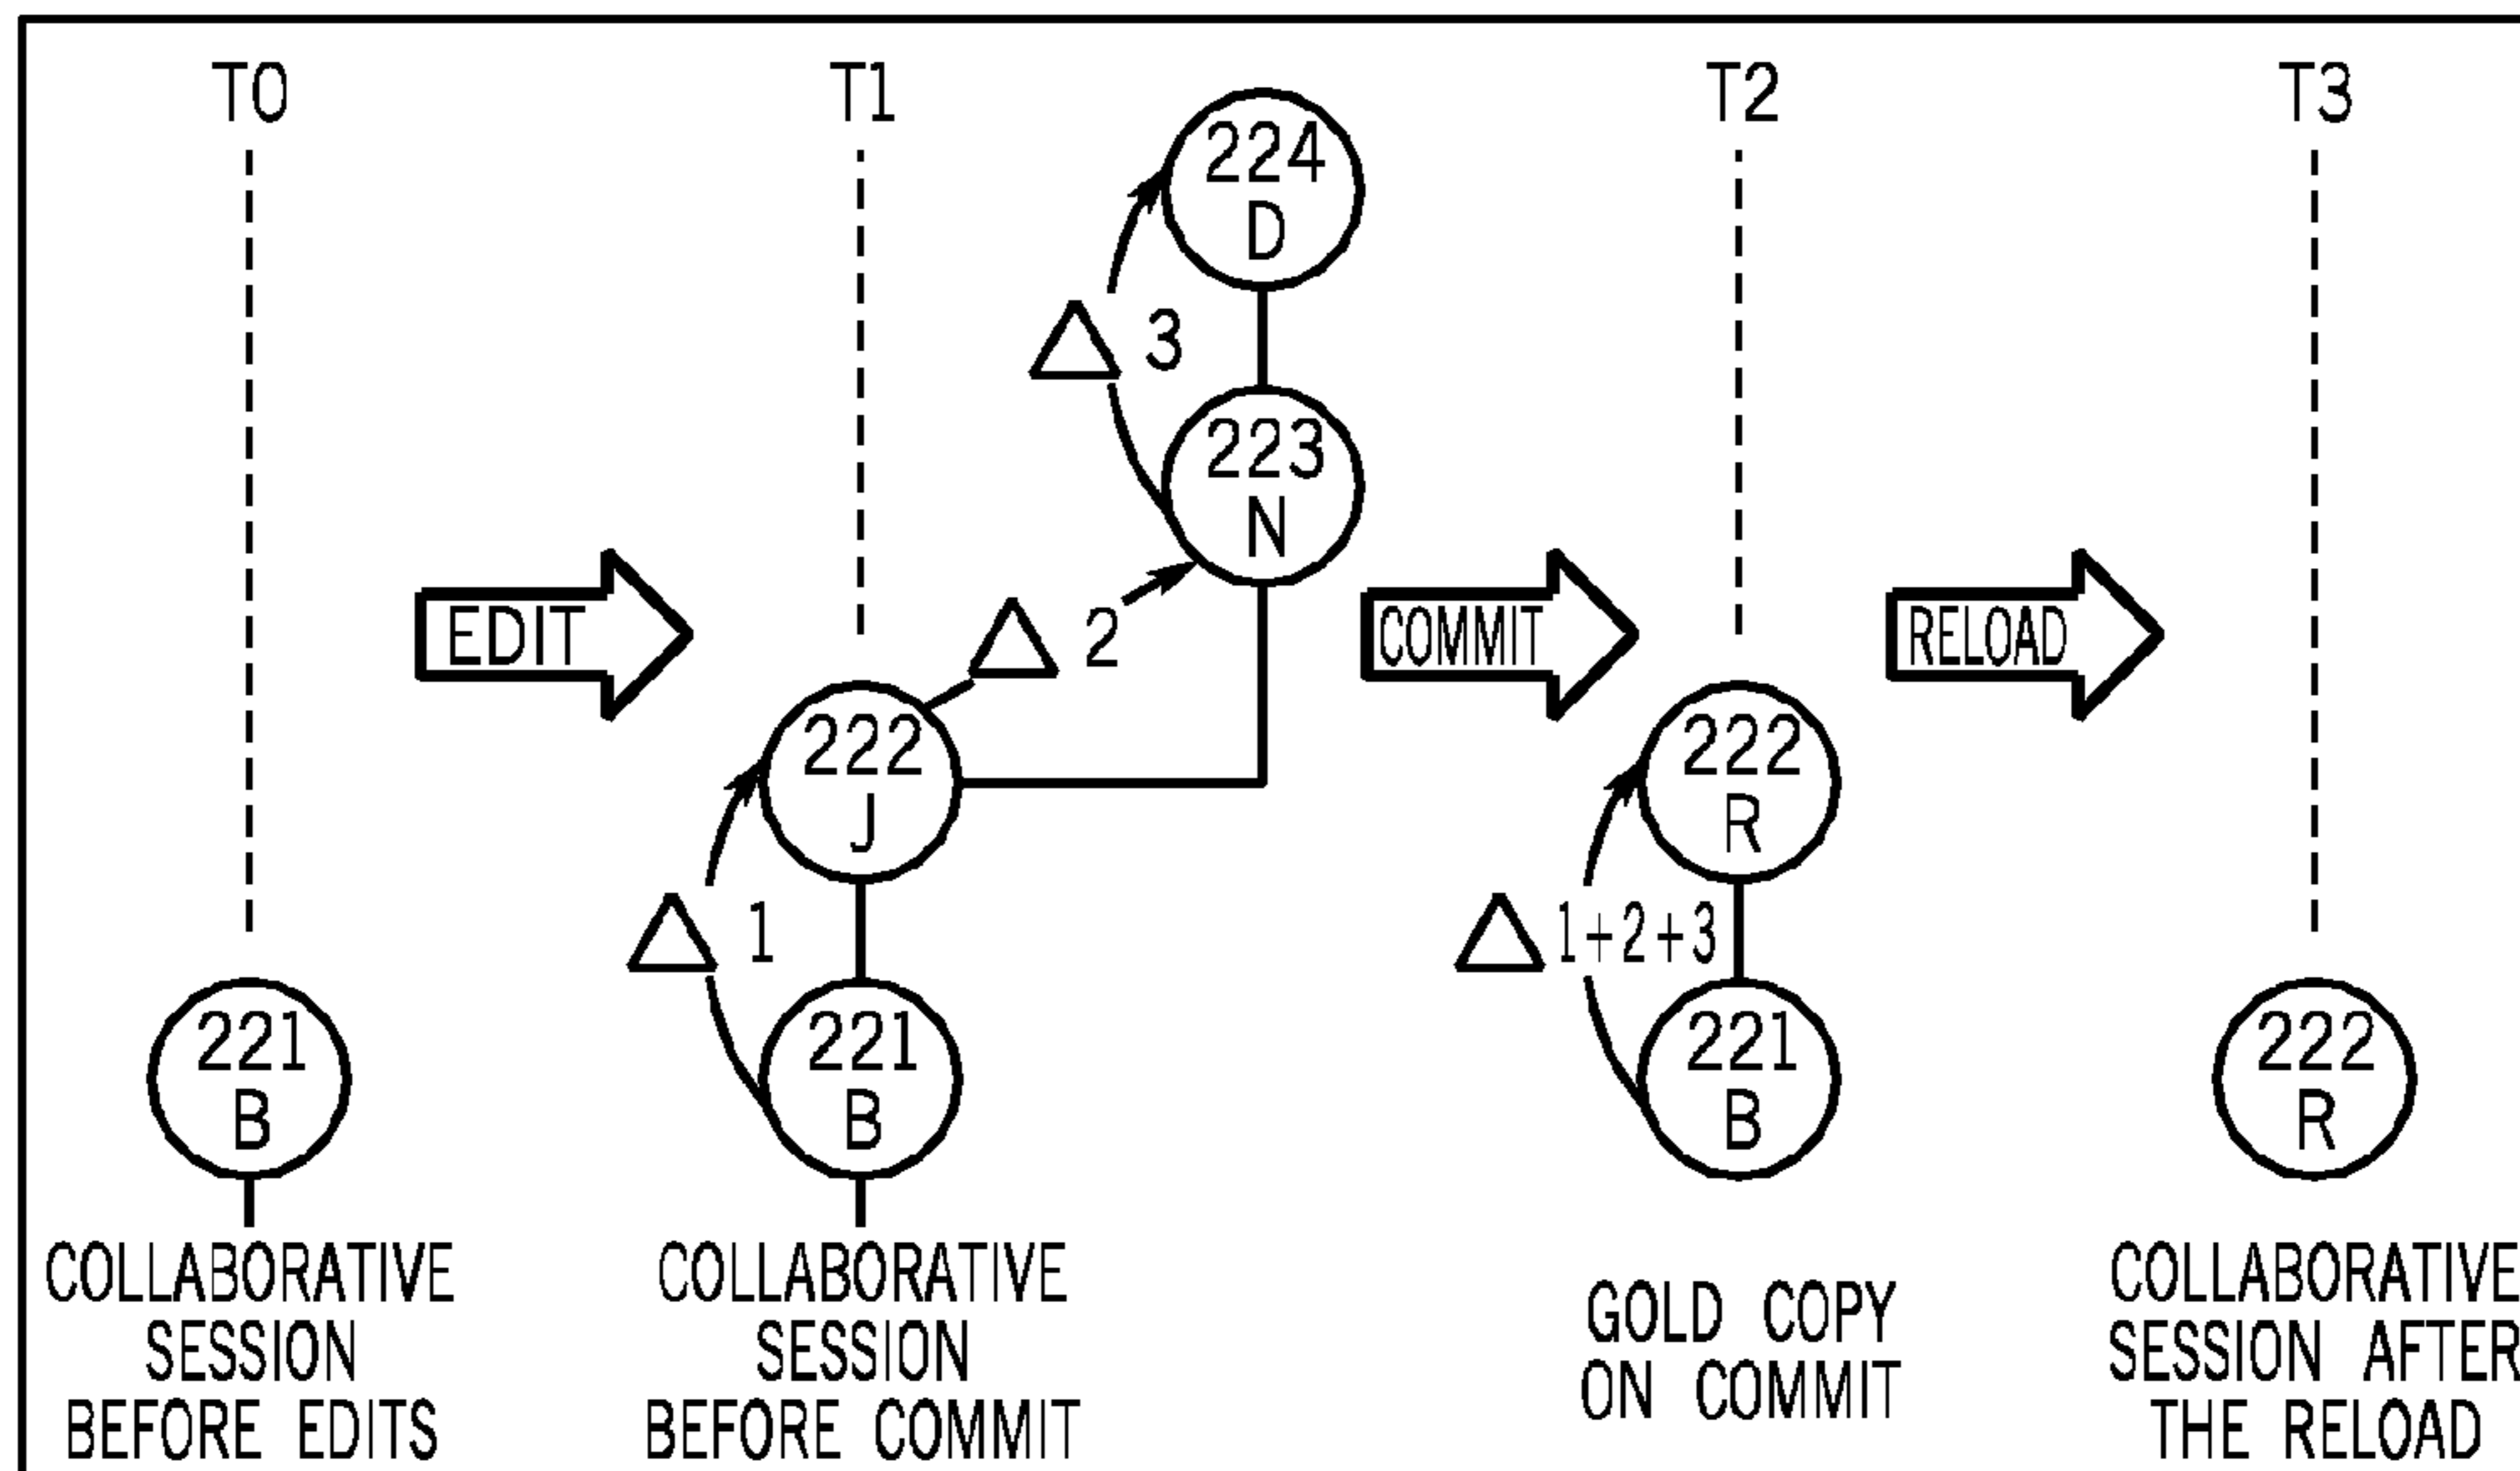 T0
T1
T2
T3
224
D
△ 3
223
N
EDIT
COMMIT
RELOAD
△ 2
222
J
222
R
△ 1
△ 1+2+3
221
B
221
B
221
B
222
R
COLLABORATIVE
SESSION
BEFORE EDITS
COLLABORATIVE
SESSION
BEFORE COMMIT
GOLD COPY
ON COMMIT
COLLABORATIVE
SESSION AFTER
THE RELOAD